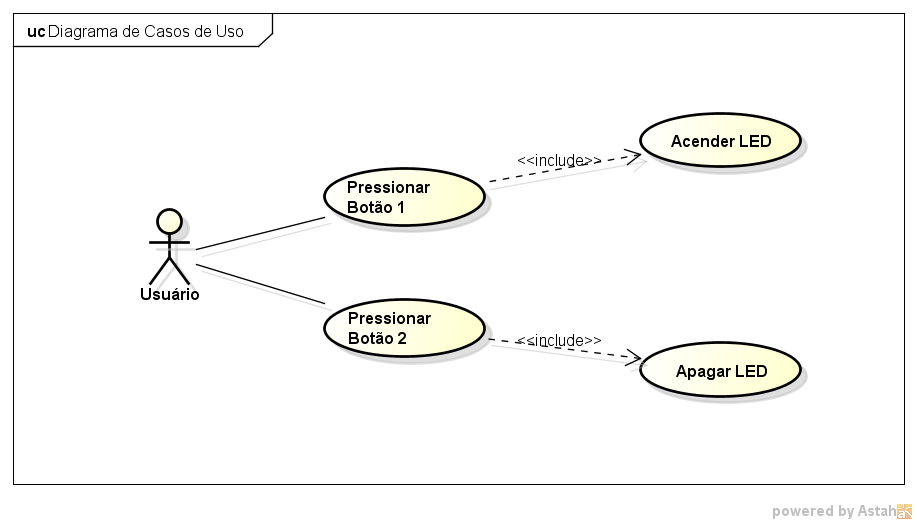 uc Diagrama de Casos de Uso
Acender LED
<<include>>
Pressionar
Botão 1
Usuário
Pressionar
Botão 2
<<include>>
Apagar LED
powered by Astah